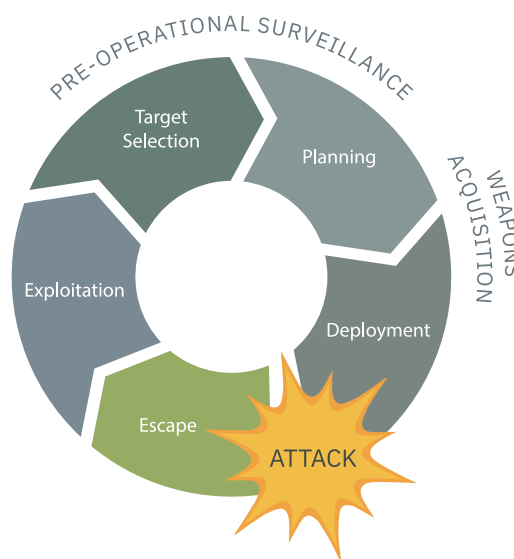 PRE-OPERATIONAL SURVEILLANCE
Target
Selection
Planning
WEAPONS
ACQUISITION
Exploitation
Deployment
Escape
ATTACK